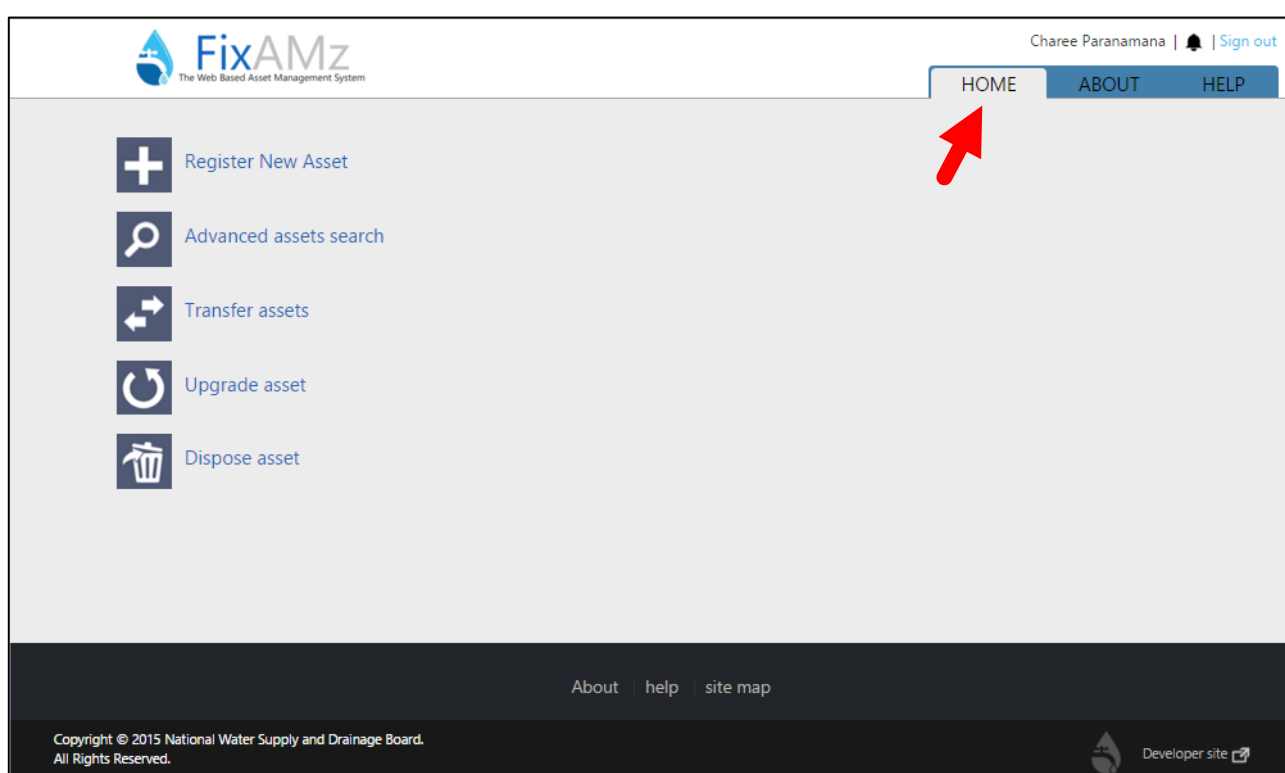 FixAMz
The Web Based Asset Management System
Charee Paranamana | | Sign out
HOME ABOUT HELP
Register New Asset
Advanced assets search
Transfer assets
Upgrade asset
Dispose asset
About | help | site map
Copyright © 2015 National Water Supply and Drainage Board.
All Rights Reserved.
Developer site